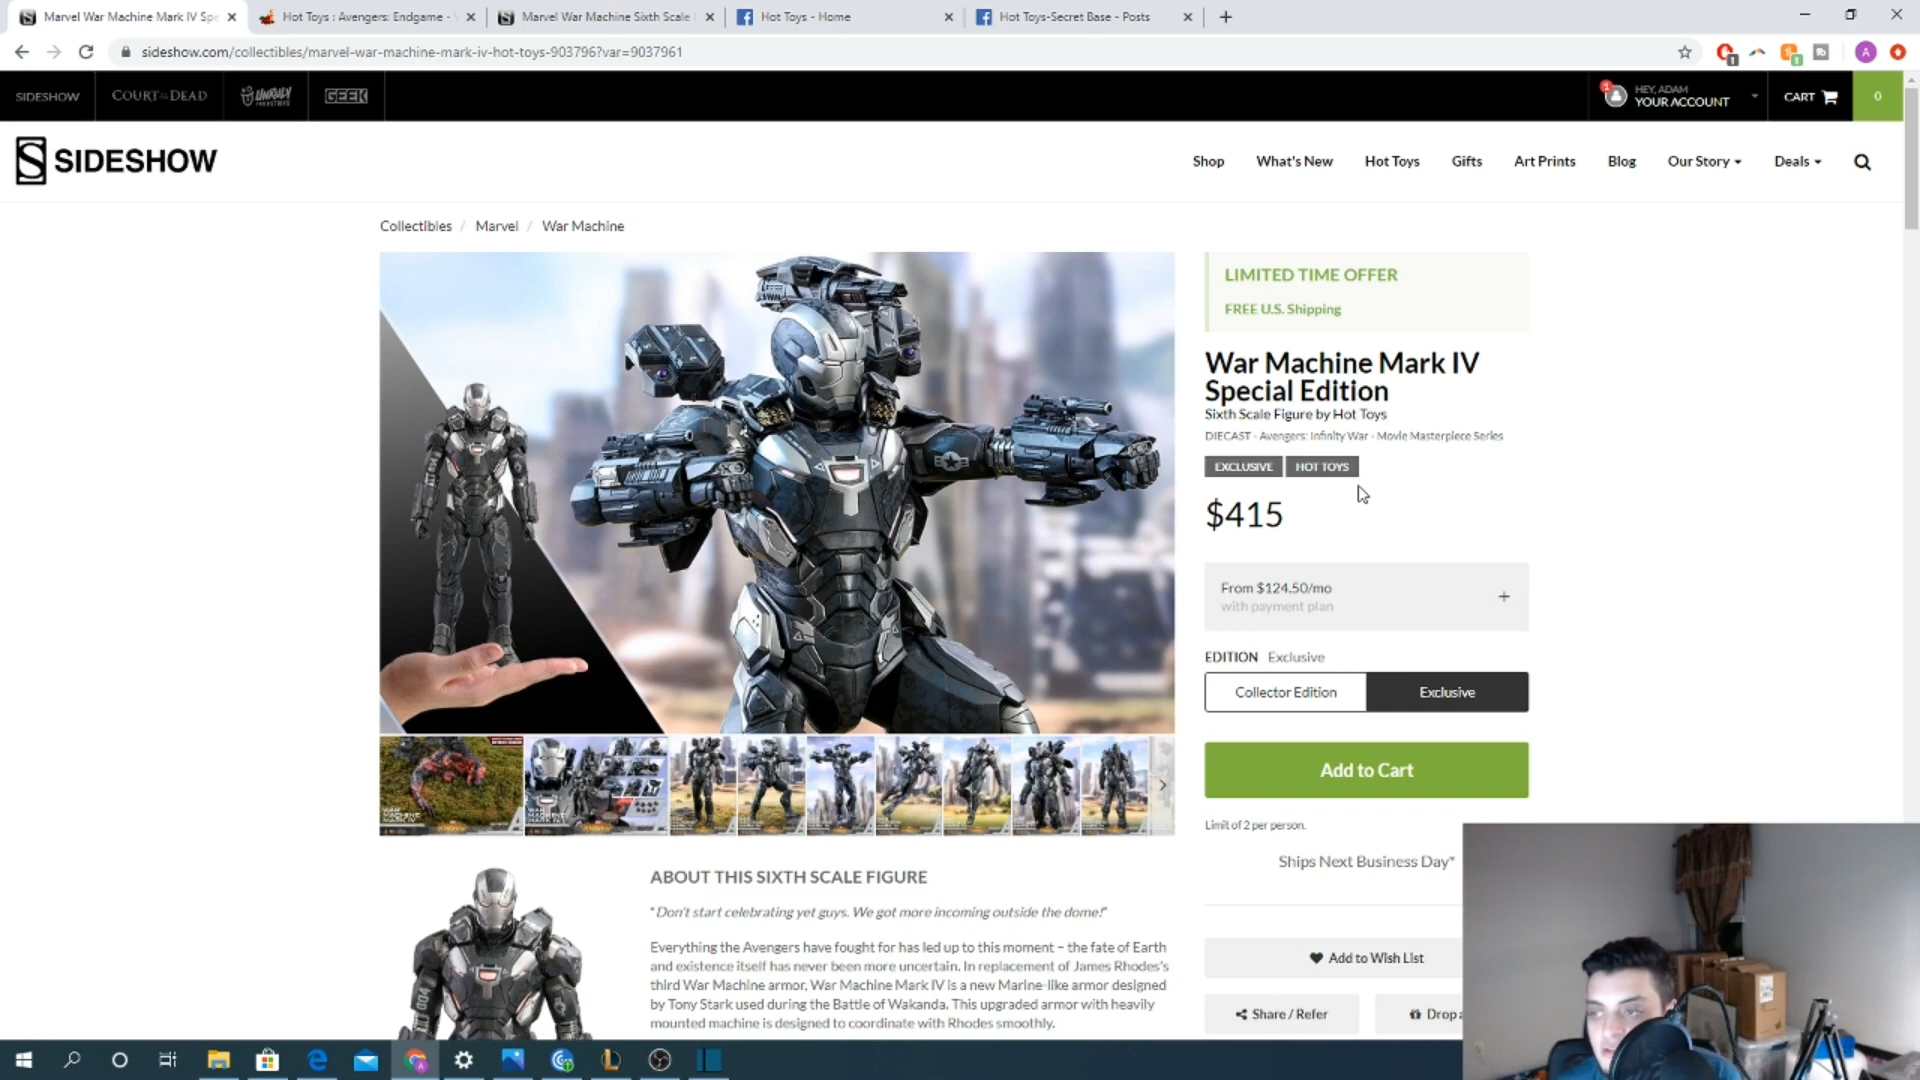 Marvel War Machine Mark IV Spe
Hot Toys : Avengers: Endgame -
Marvel War Machine Sixth Scale
Hot Toys - Home
Hot Toys-Secret Base - Posts
sideshow.com/collectibles/marvel-war-machine-mark-iv-hot-toys-903796?var=9037961
SIDESHOW
COURT OF THE DEAD
UNRULY
INDUSTRIES
GEEK
1
HEY, ADAM
YOUR ACCOUNT
CART
0
SIDESHOW
Shop
What's New
Hot Toys
Gifts
Art Prints
Blog
Our Story
Deals
Collectibles / Marvel / War Machine
LIMITED TIME OFFER
FREE U.S. Shipping
War Machine Mark IV
Special Edition
Sixth Scale Figure by Hot Toys
DIECAST - Avengers: Infinity War - Movie Masterpiece Series
EXCLUSIVE
HOT TOYS
$415
From $124.50/mo
with payment plan
EDITION Exclusive
Collector Edition
Exclusive
Add to Cart
Limit of 2 per person.
Ships Next Business Day*
Add to Wish List
Share / Refer
Drop a
ABOUT THIS SIXTH SCALE FIGURE
"Don't start celebrating yet guys. We got more incoming outside the dome!"
Everything the Avengers have fought for has led up to this moment – the fate of Earth
and existence itself has never been more uncertain. In replacement of James Rhodes's
third War Machine armor, War Machine Mark IV is a new Marine-like armor designed
by Tony Stark used during the Battle of Wakanda. This upgraded armor with heavily
mounted machine is designed to coordinate with Rhodes smoothly.